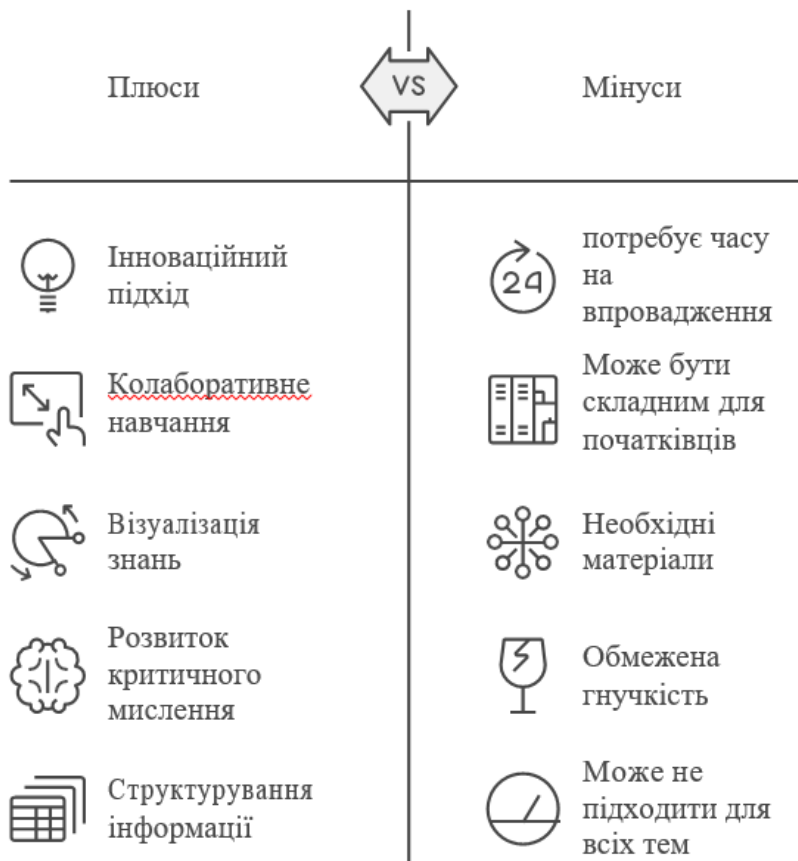 Плюси
VS
Мінуси
Інноваційний
підхід
Колаборативне
навчання
Візуалізація
знань
Розвиток
критичного
мислення
Структурування
інформації
24
потребує часу
на
впровадження
Може бути
складним для
початківців
Необхідні
матеріали
Обмежена
гнучкість
Може не
підходити для
всіх тем